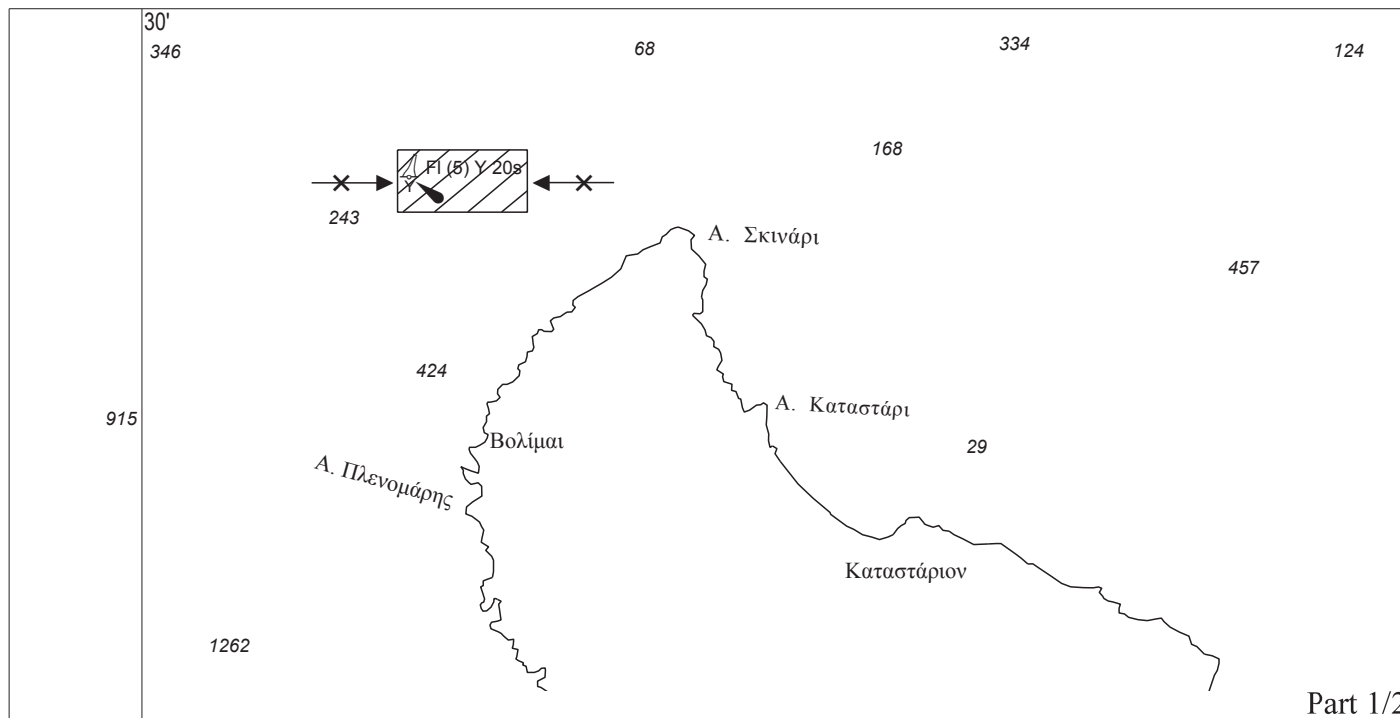 30'
346
68
334
124
168
Fl (5) Y 20s
Y
243
Α. Σκινάρι
457
424
Α. Καταστάρι
915
Βολίμαι
29
Α. Πλενομάρης
Καταστάριον
1262
Part 1/2